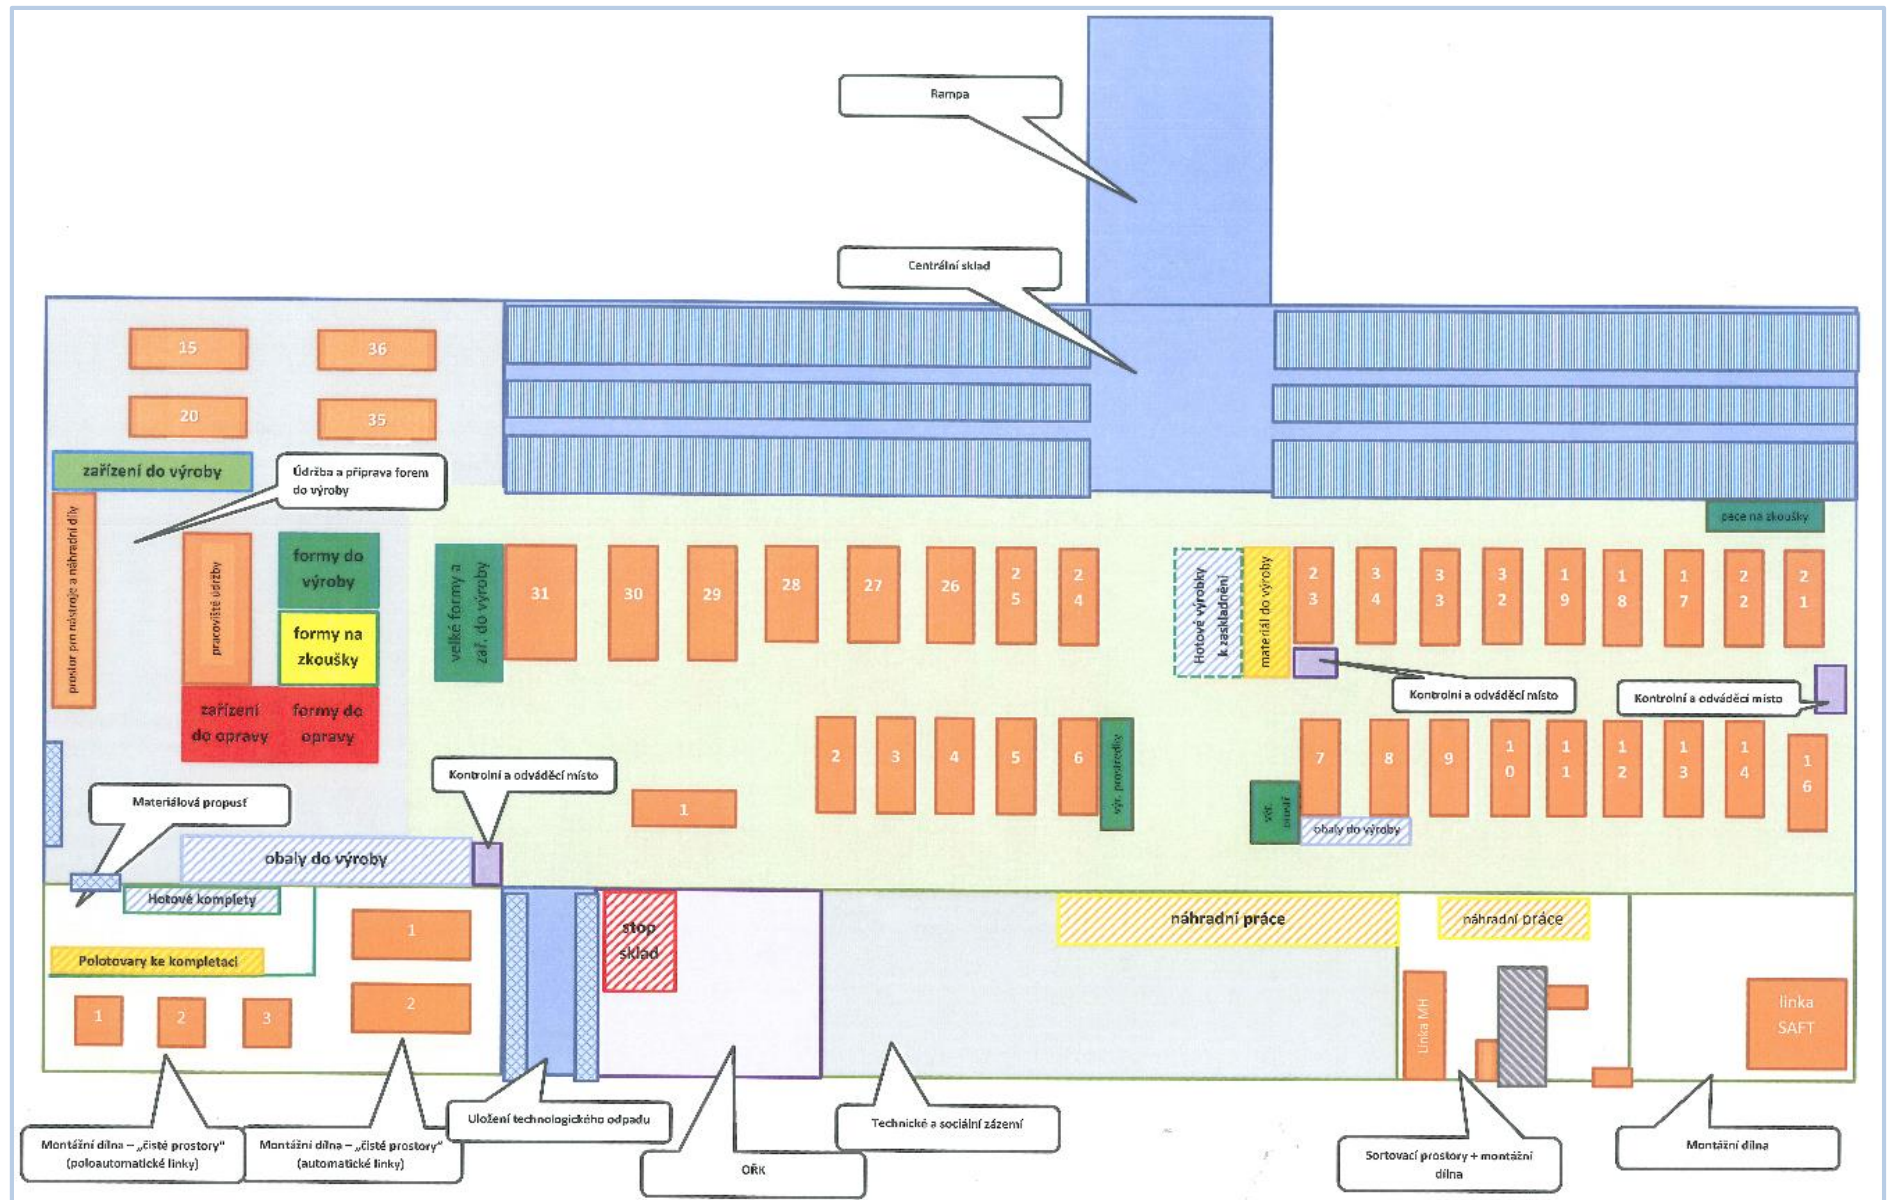 Rampa
Centrální sklad
15
36
20
35
zařízení do výroby
Údržba a příprava forem
do výroby
pece na zkoušky
prostor pro nástroje a náhradní díly
pracoviště údržby
formy do
výroby
formy na
zkoušky
zařízení
do opravy
formy do
opravy
velké formy a
zař. do výroby
31
30
29
28
27
26
2
5
2
4
Hotové výrobky
k zaskladnění
materiál do výroby
2
3
3
4
3
3
3
2
1
9
1
8
1
7
2
2
2
1
Kontrolní a odváděcí místo
Kontrolní a odváděcí místo
Kontrolní a odváděcí místo
Materiálová propusť
1
2
3
4
5
6
výr. prostředky
7
8
9
1
0
1
1
1
2
1
3
1
4
1
6
výr.
obaly do výroby
obaly do výroby
Hotové komplety
Polotovary ke kompletaci
1
2
3
1
2
stop
sklad
náhradní práce
náhradní práce
Linka MH
linka
SAFT
Montážní dílna – „čisté prostory“
(poloautomatické linky)
Montážní dílna – „čisté prostory“
(automatické linky)
Uložení technologického odpadu
OŘK
Technické a sociální zázemí
Sortovací prostory + montážní
dílna
Montážní dílna